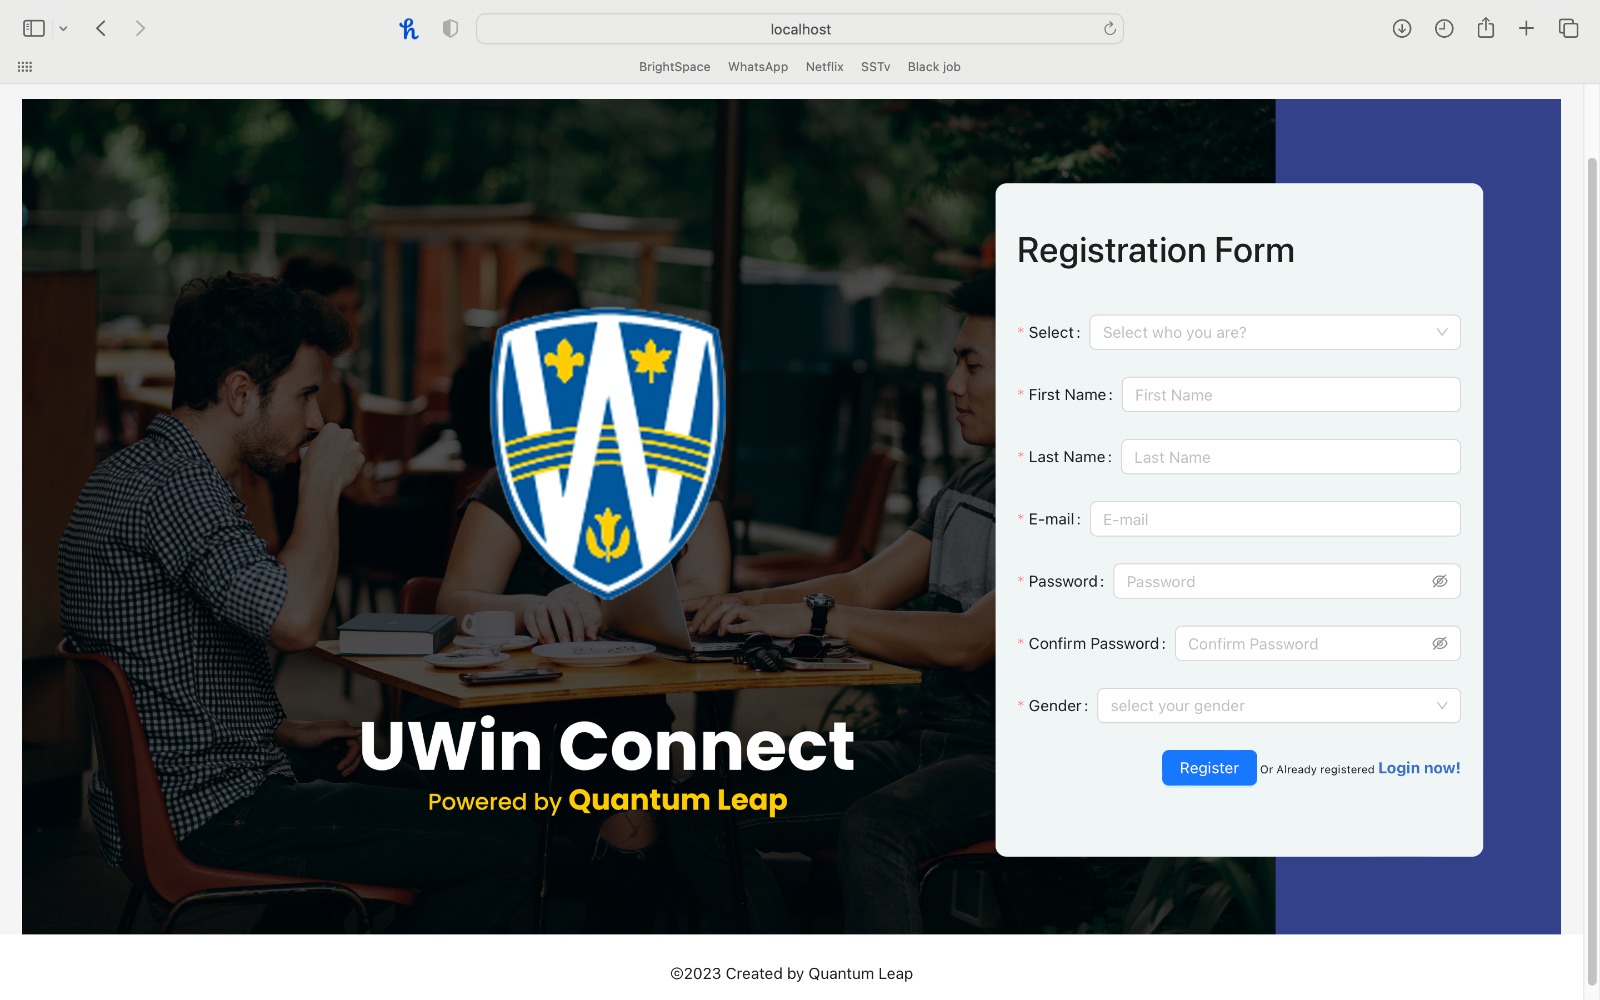 localhost
BrightSpace WhatsApp Netflix SSTv Black job
Registration Form
* Select : Select who you are?
* First Name : First Name
* Last Name : Last Name
* E-mail : E-mail
* Password : Password
* Confirm Password : Confirm Password
* Gender : select your gender
Register Or Already registered Login now!
UWin Connect
Powered by Quantum Leap
©2023 Created by Quantum Leap